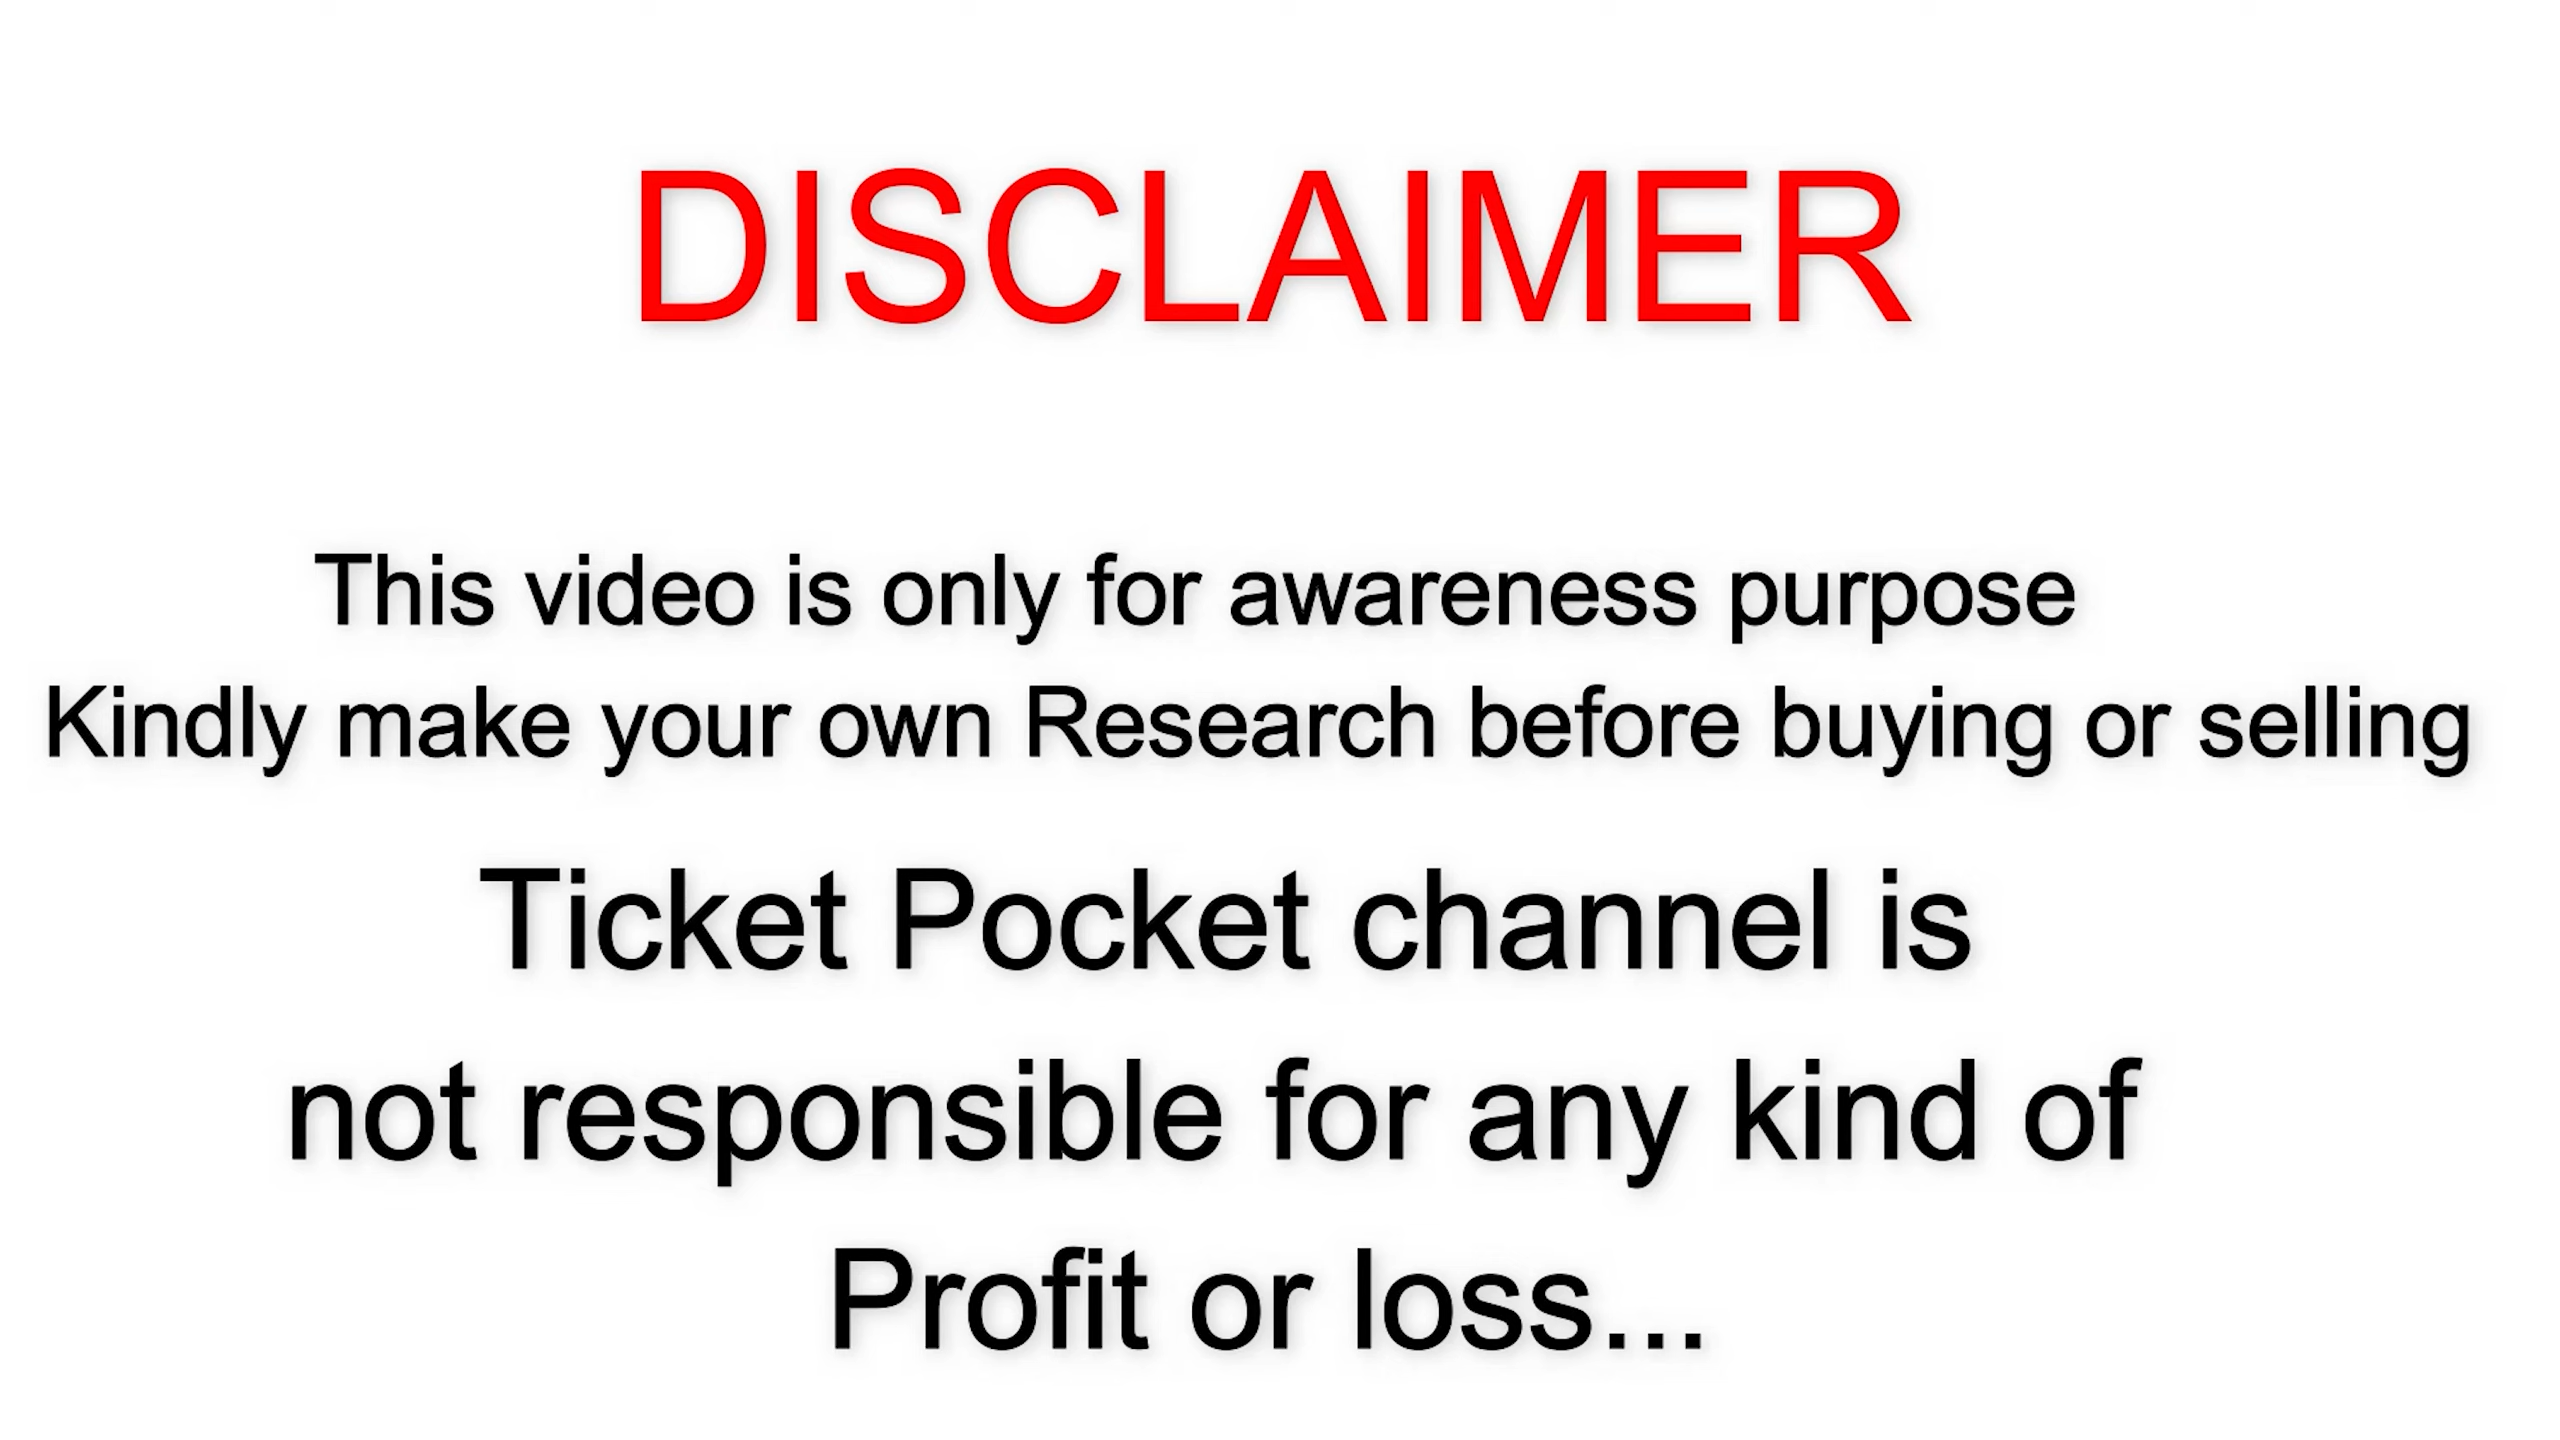 DISCLAIMER
This video is only for awareness purpose
Kindly make your own Research before buying or selling
Ticket Pocket channel is
not responsible for any kind of
Profit or loss...